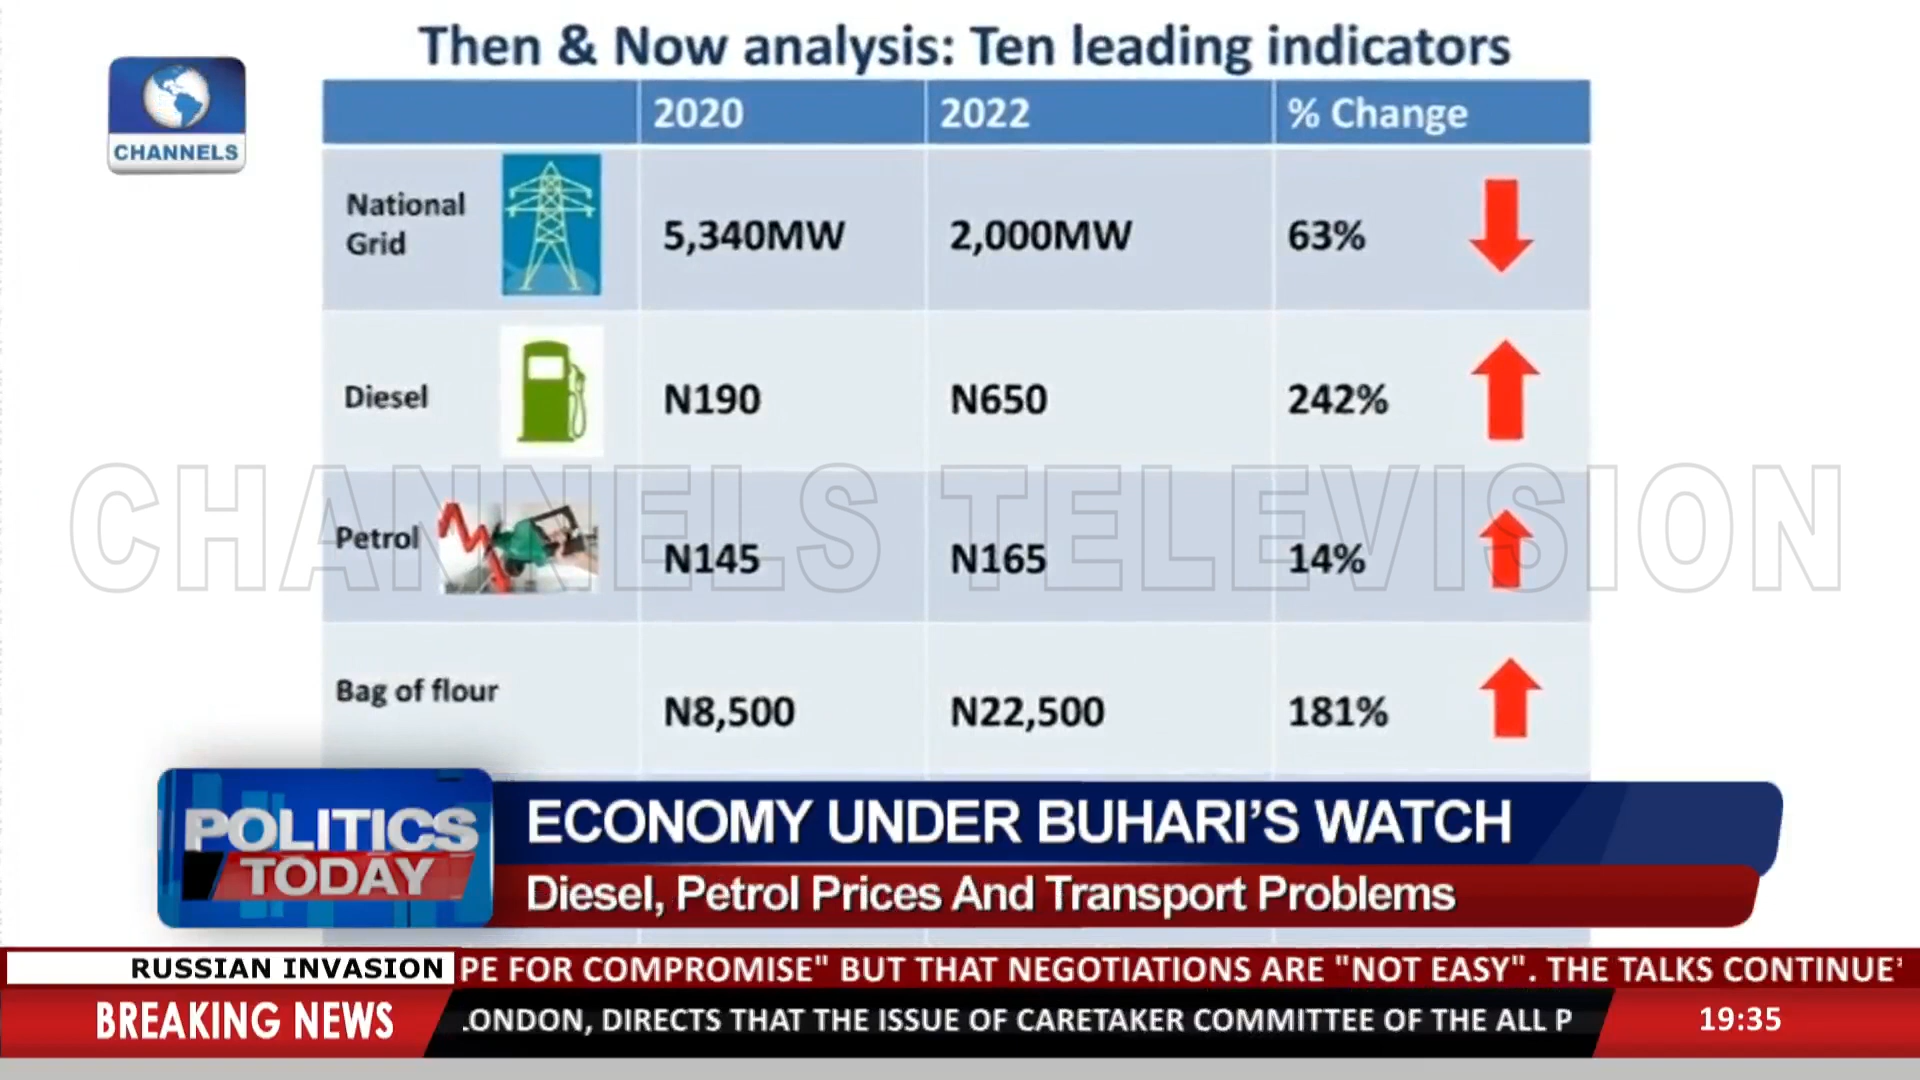 Then & Now analysis: Ten leading indicators
CHANNELS
2020 2022 % Change
National
Grid
5,340MW 2,000MW 63%
Diesel N190 N650 242%
CHANNELS TELEVISION
Petrol N145 N165 14%
Bag of flour N8,500 N22,500 181%
POLITICS
TODAY
ECONOMY UNDER BUHARI'S WATCH
Diesel, Petrol Prices And Transport Problems
RUSSIAN INVASION PE FOR COMPROMISE" BUT THAT NEGOTIATIONS ARE "NOT EASY". THE TALKS CONTINUE
BREAKING NEWS ONDON, DIRECTS THAT THE ISSUE OF CARETAKER COMMITTEE OF THE ALL P 19:35